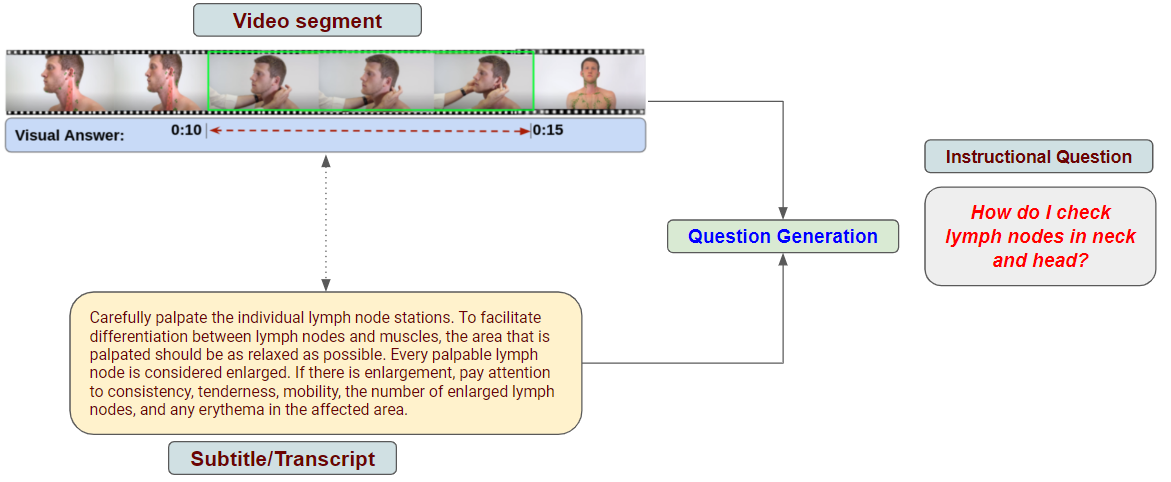 Video segment
Visual Answer:
0:10
0:15
Instructional Question
How do I check
lymph nodes in neck
and head?
Question Generation
Carefully palpate the individual lymph node stations. To facilitate
differentiation between lymph nodes and muscles, the area that is
palpated should be as relaxed as possible. Every palpable lymph
node is considered enlarged. If there is enlargement, pay attention
to consistency, tenderness, mobility, the number of enlarged lymph
nodes, and any erythema in the affected area.
Subtitle/Transcript